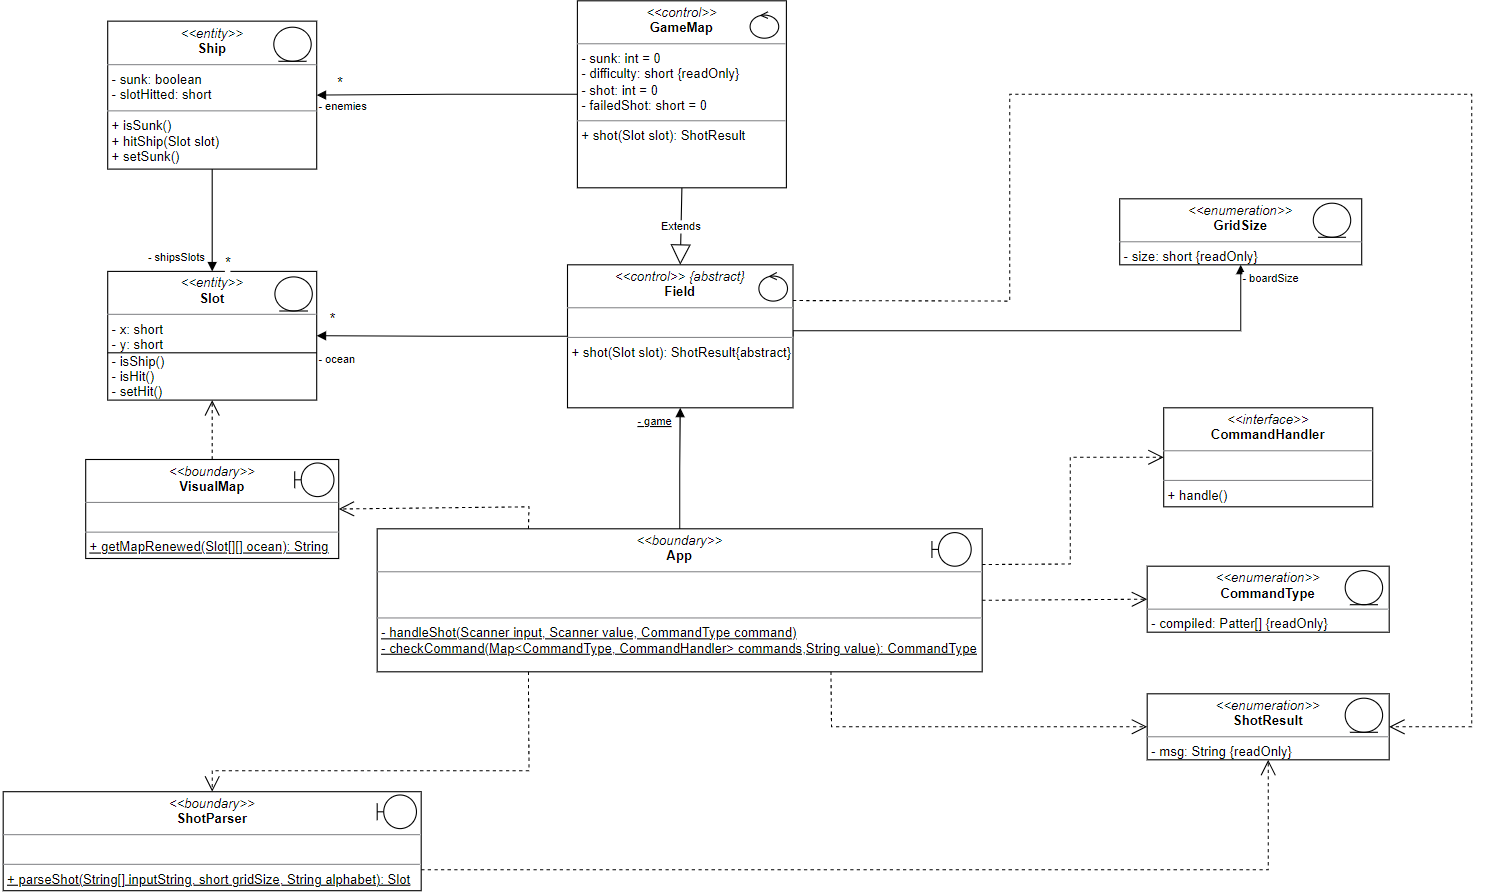 <<entity>>
Ship
- sunk: boolean
- slotHitted: short
+ isSunk()
+ hitShip(Slot slot)
+ setSunk()
*
- enemies
<<control>>
GameMap
- sunk: int = 0
- difficulty: short {readOnly}
- shot: int = 0
- failedShot: short = 0
+ shot(Slot slot): ShotResult
Extends
- shipsSlots
*
<<entity>>
Slot
- x: short
- y: short
- isShip()
- isHit()
- setHit()
*
- ocean
<<control>> {abstract}
Field
+ shot(Slot slot): ShotResult{abstract}
<<enumeration>>
GridSize
- size: short {readOnly}
- boardSize
- game
<<interface>>
CommandHandler
+ handle()
<<boundary>>
VisualMap
+ getMapRenewed(Slot[][] ocean): String
<<boundary>>
App
- handleShot(Scanner input, Scanner value, CommandType command)
- checkCommand(Map<CommandType, CommandHandler> commands,String value): CommandType
<<enumeration>>
CommandType
- compiled: Patter[] {readOnly}
<<enumeration>>
ShotResult
- msg: String {readOnly}
<<boundary>>
ShotParser
+ parseShot(String[] inputString, short gridSize, String alphabet): Slot